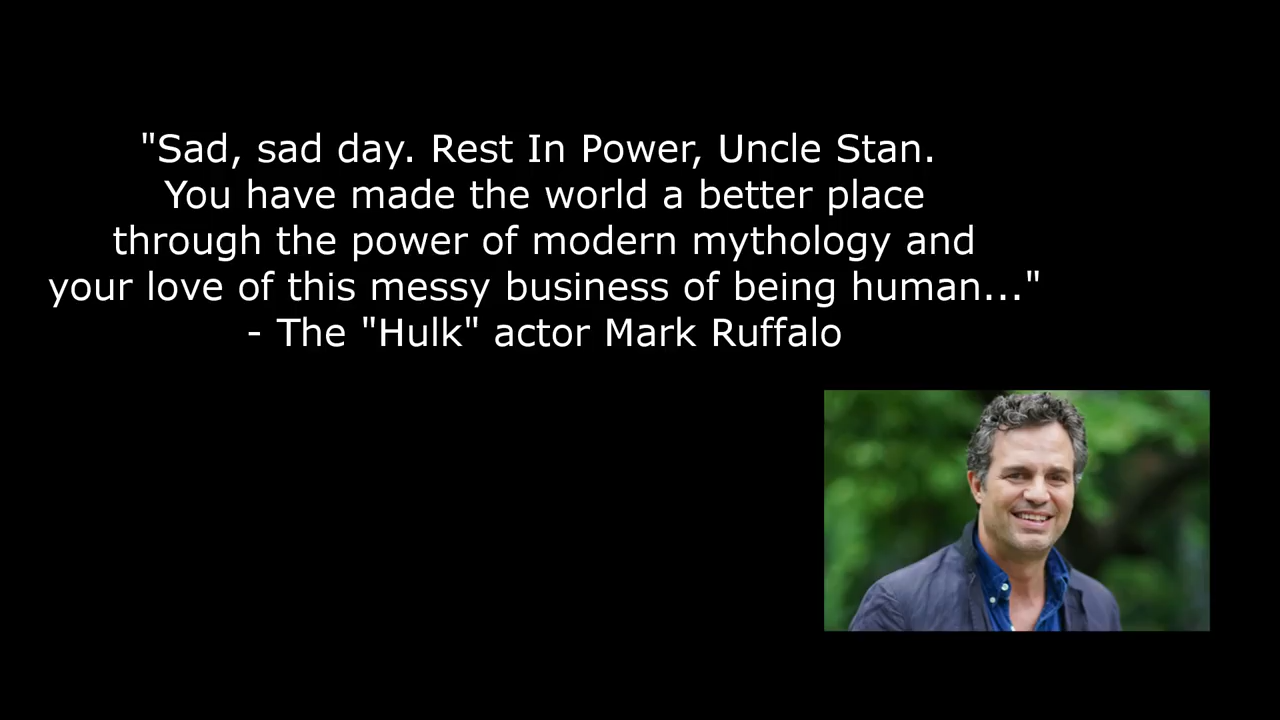 "Sad, sad day. Rest In Power, Uncle Stan.
You have made the world a better place
through the power of modern mythology and
your love of this messy business of being human..."
- The "Hulk" actor Mark Ruffalo